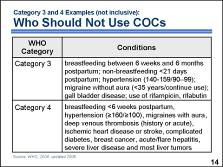 Category 3 and 4 Examples (not inclusive):
Who Should Not Use COCs
WHO
Category
Conditions
Category 3
breastfeeding between 6 weeks and 6 months
postpartum; non-breastfeeding <21 days
postpartum; hypertension (140-159/90–99);
migraine without aura (<35 years/continue use);
gall bladder disease; use of rifampicin, rifabutin
Category 4
breastfeeding <6 weeks postpartum,
hypertension (≥160/≥100), migraines with aura,
deep venous thrombosis (history or acute),
ischemic heart disease or stroke, complicated
diabetes, breast cancer, acute/flare hepatitis,
severe liver disease and most liver tumors
Source: WHO, 2004; updated 2008.
14